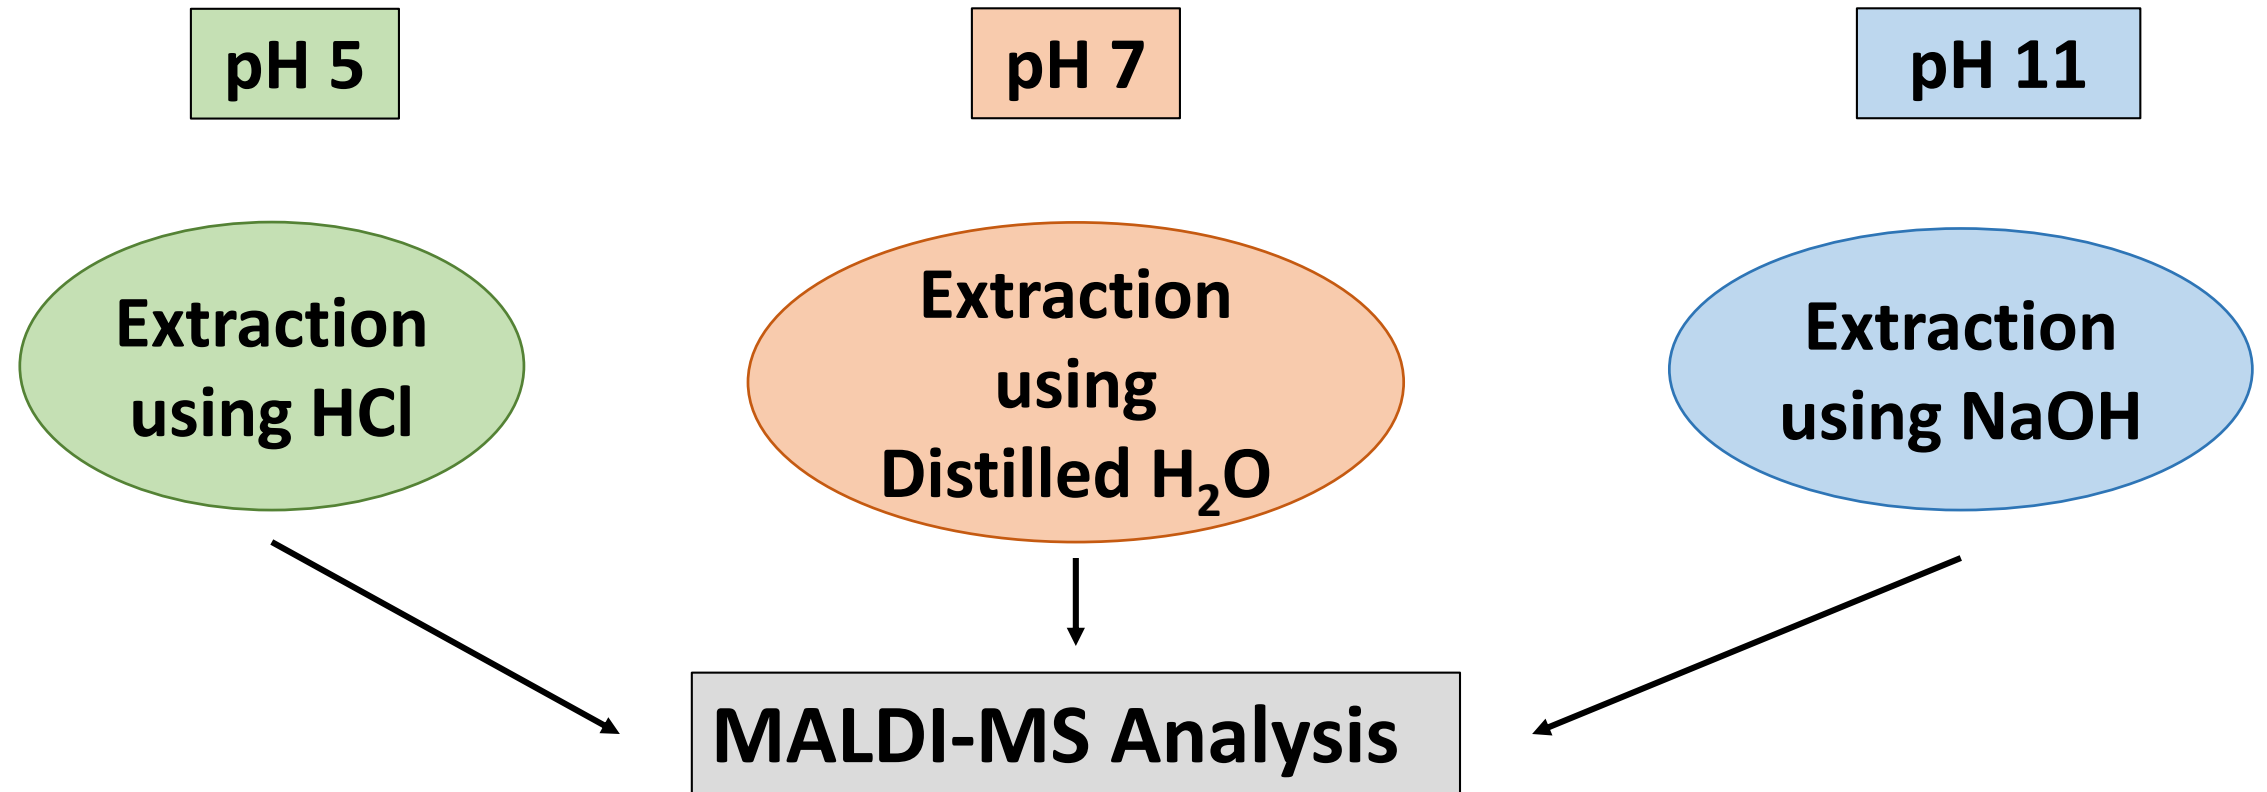 pH 5
pH 7
pH 11
Extraction
using HCl
Extraction
using
Distilled H₂O
Extraction
using NaOH
MALDI-MS Analysis